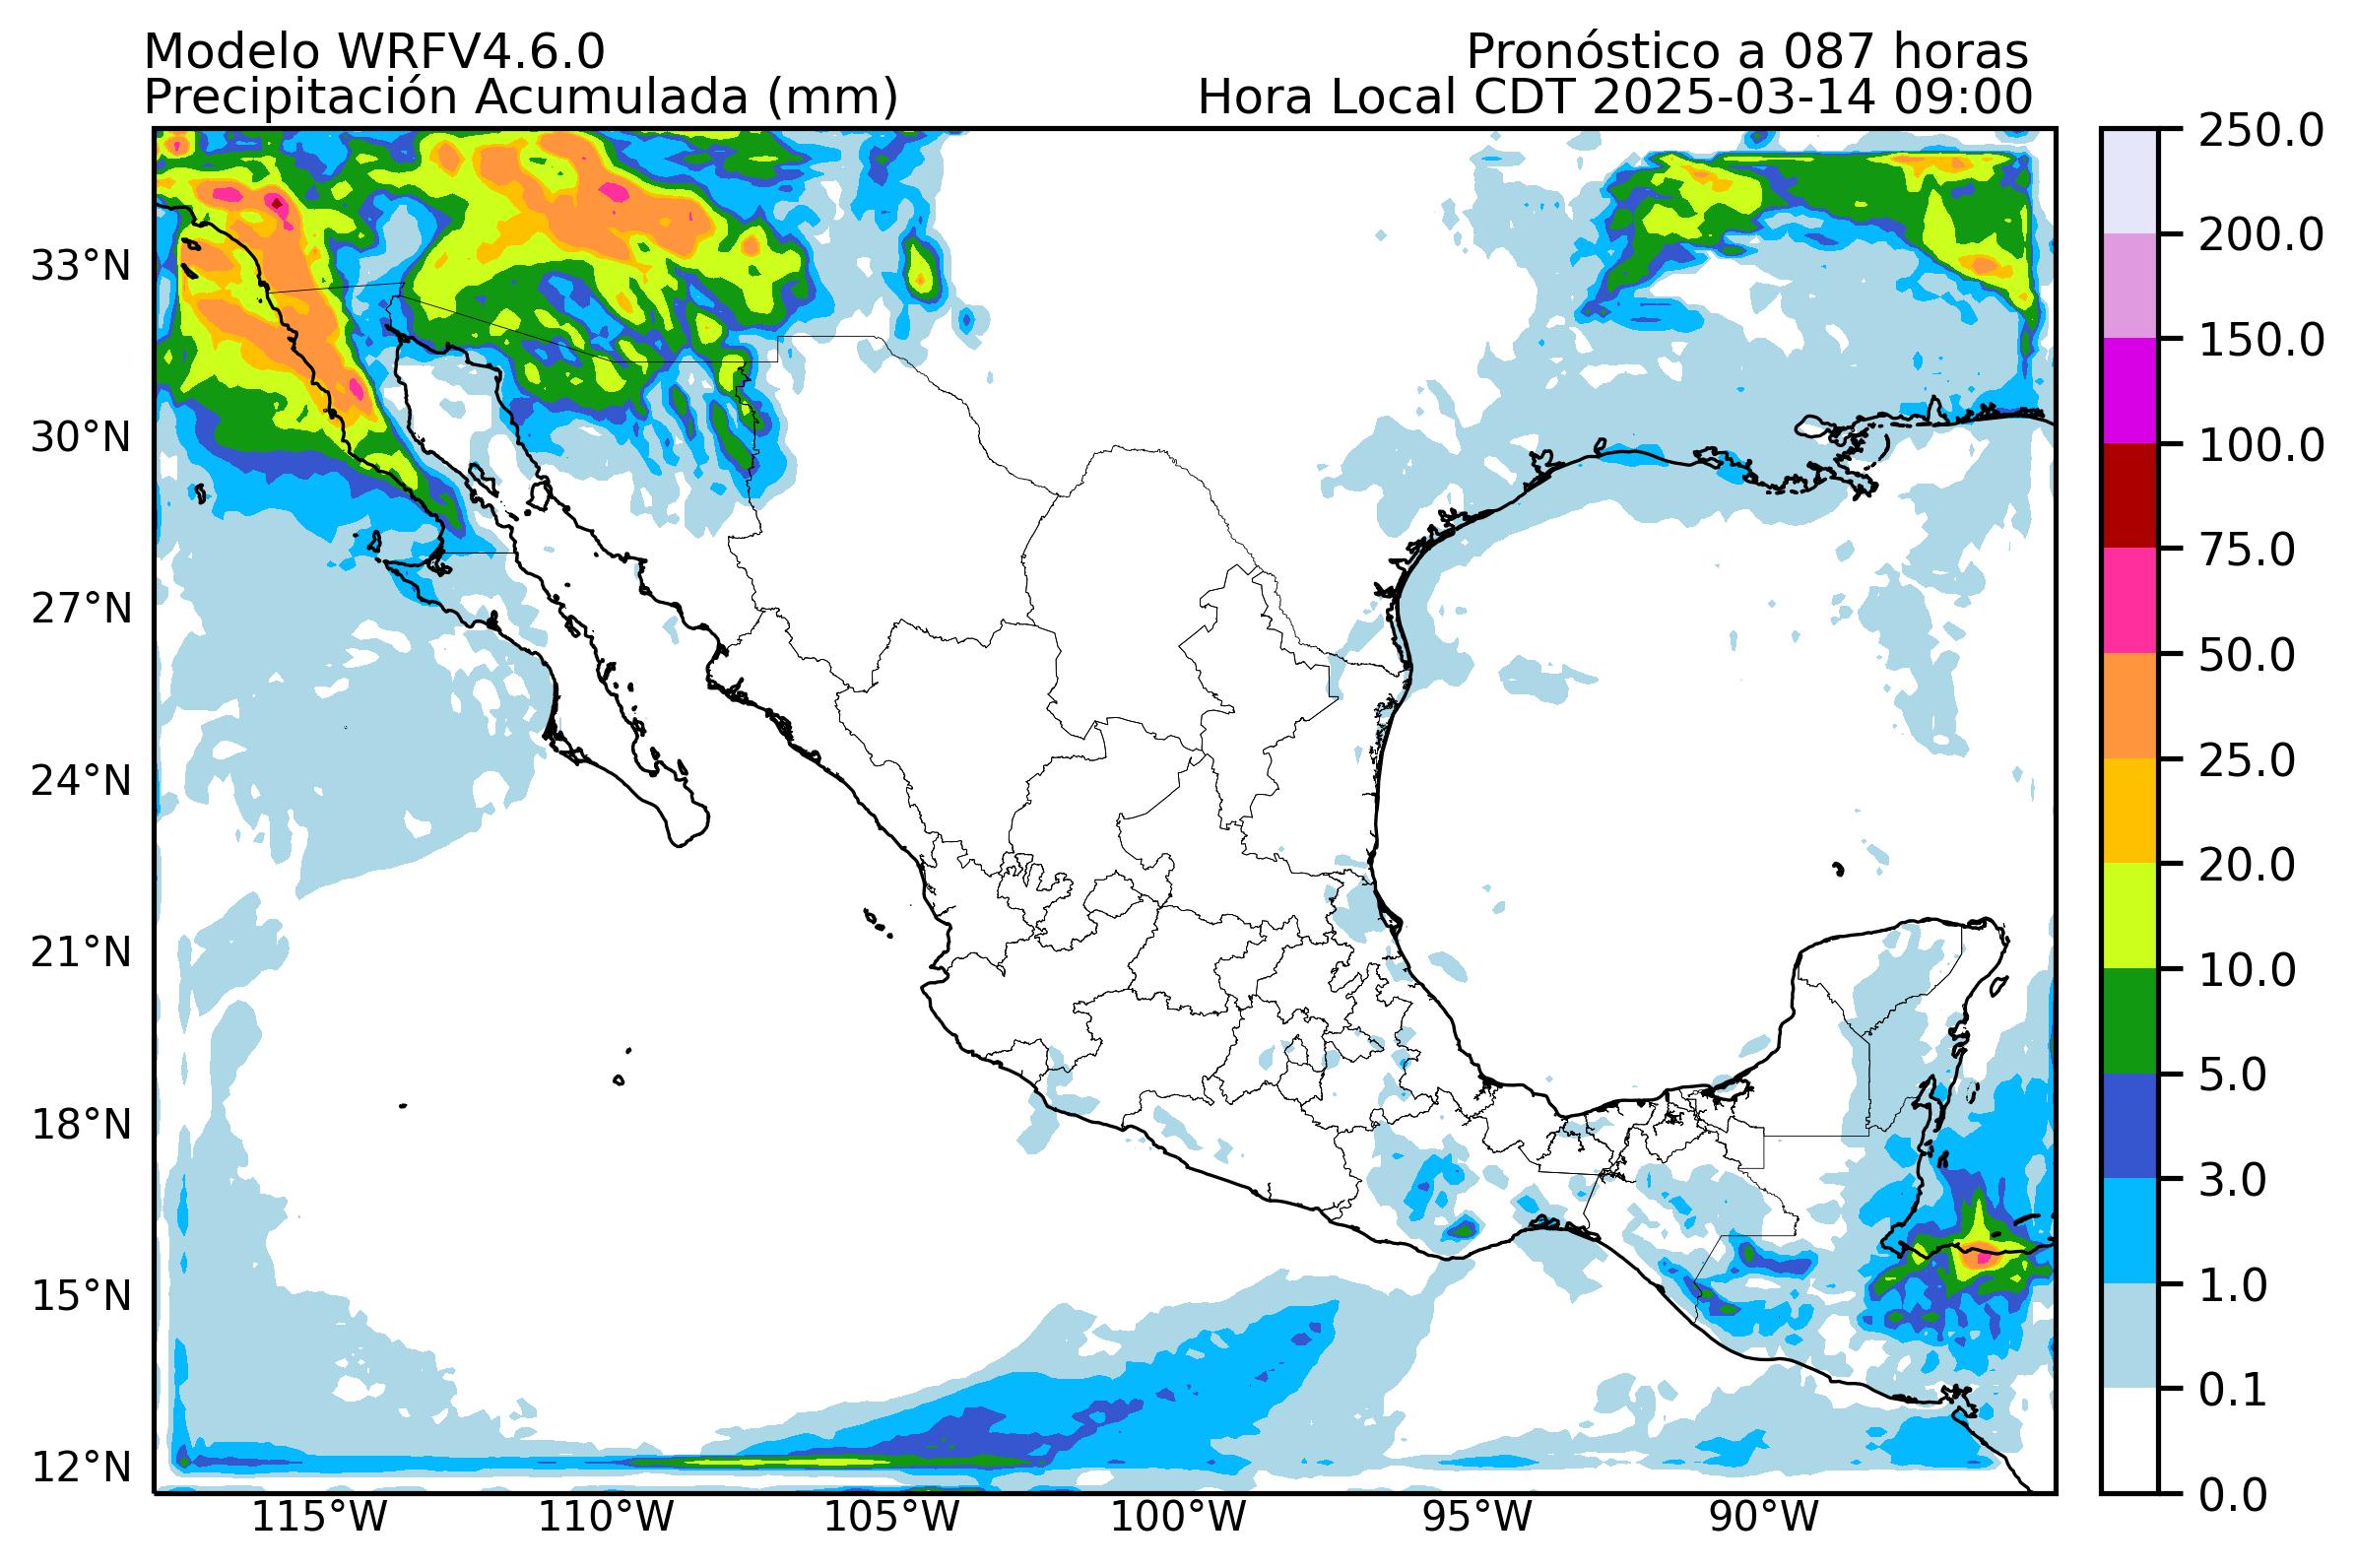 Modelo WRFV4.6.0
Pronóstico a 087 horas
Precipitación Acumulada (mm)
Hora Local CDT 2025-03-14 09:00
250.0
200.0
150.0
100.0
75.0
50.0
25.0
20.0
10.0
5.0
3.0
1.0
0.1
0.0
33°N
30°N
27°N
24°N
21°N
18°N
15°N
12°N
115°W
110°W
105°W
100°W
95°W
90°W